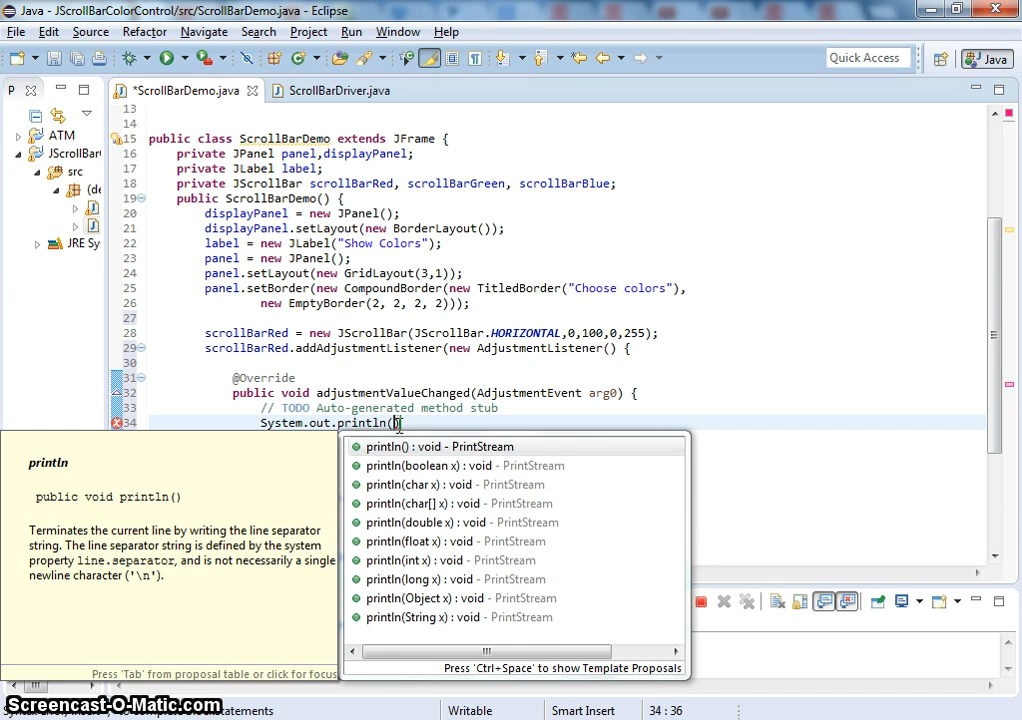 Java - JScrollBarColorControl/src/ScrollBarDemo.java - Eclipse
File Edit Source Refactor Navigate Search Project Run Window Help
Quick Access
Java
P
*ScrollBarDemo.java
ScrollBarDriver.java
13
14
ATM
15 public class ScrollBarDemo extends JFrame {
JScrollBar
16 private JPanel panel,displayPanel;
17 private JLabel label;
src
18 private JScrollBar scrollBarRed, scrollBarGreen, scrollBarBlue;
(de
19 public ScrollBarDemo() {
20 displayPanel = new JPanel();
21 displayPanel.setLayout(new BorderLayout());
JRE Sy
22 label = new JLabel("Show Colors");
23 panel = new JPanel();
24 panel.setLayout(new GridLayout(3,1));
25 panel.setBorder(new CompoundBorder(new TitledBorder("Choose colors"),
26 new EmptyBorder(2, 2, 2, 2)));
27
28 scrollBarRed = new JScrollBar(JScrollBar.HORIZONTAL,0,100,0,255);
29 scrollBarRed.addAdjustmentListener(new AdjustmentListener() {
30
31 @Override
32 public void adjustmentValueChanged(AdjustmentEvent arg0) {
33 // TODO Auto-generated method stub
34 System.out.println()
println
public void println()
Terminates the current line by writing the line separator
string. The line separator string is defined by the system
property line.separator, and is not necessarily a single
newline character ('\n').
Press 'Tab' from proposal table or click for focus
println() : void - PrintStream
println(boolean x) : void - PrintStream
println(char x) : void - PrintStream
println(char[] x) : void - PrintStream
println(double x) : void - PrintStream
println(float x) : void - PrintStream
println(int x) : void - PrintStream
println(long x) : void - PrintStream
println(Object x) : void - PrintStream
println(String x) : void - PrintStream
Press 'Ctrl+Space' to show Template Proposals
Screencast-O-Matic.com
statements
Writable
Smart Insert
34 : 36